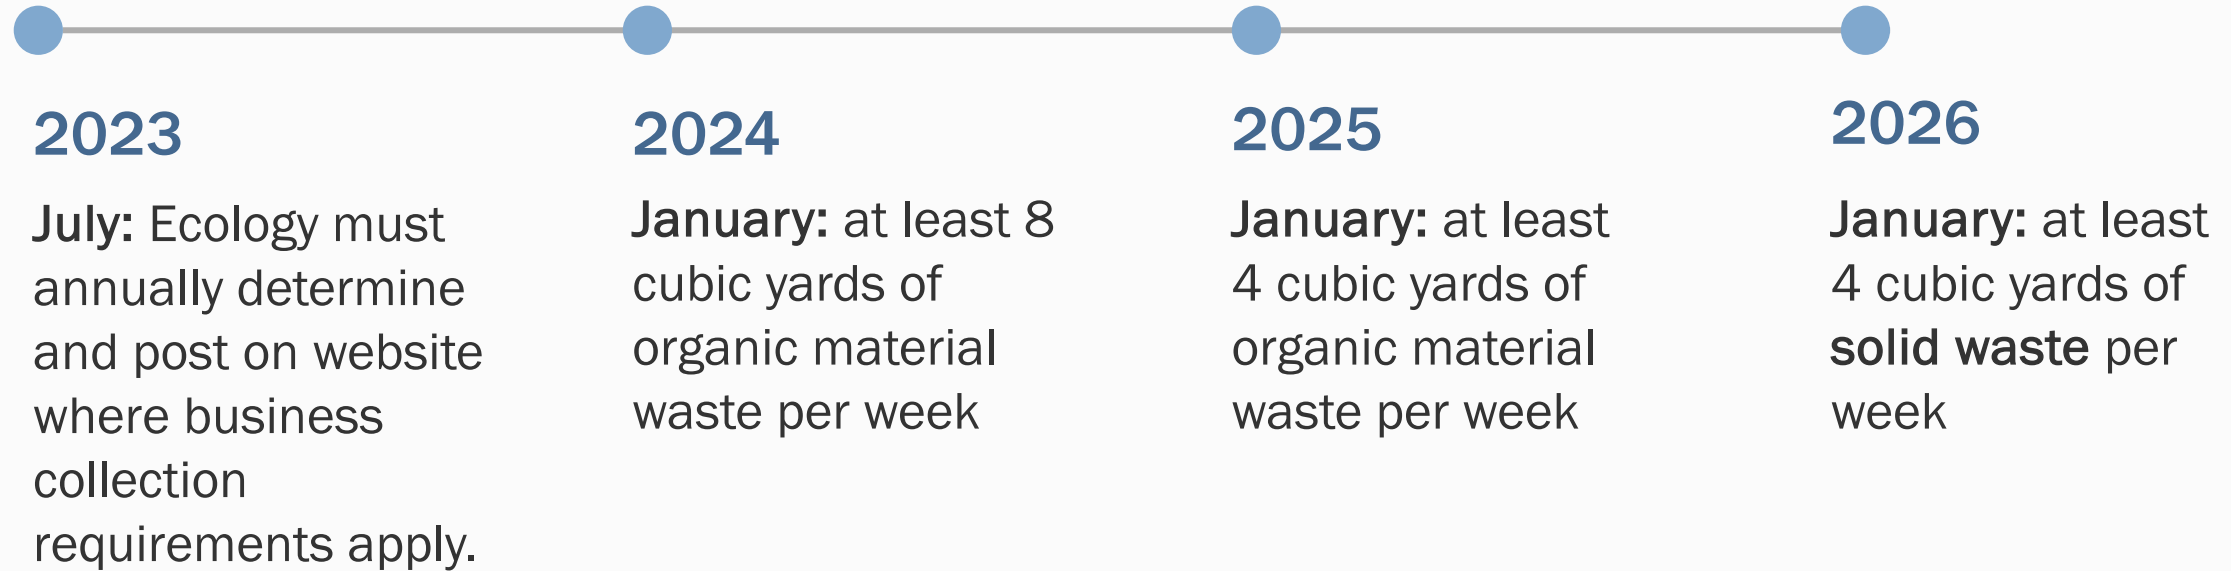 2023
July: Ecology must
annually determine
and post on website
where business
collection
requirements apply.
2024
January: at least 8
cubic yards of
organic material
waste per week
2025
January: at least
4 cubic yards of
organic material
waste per week
2026
January: at least
4 cubic yards of
solid waste per
week